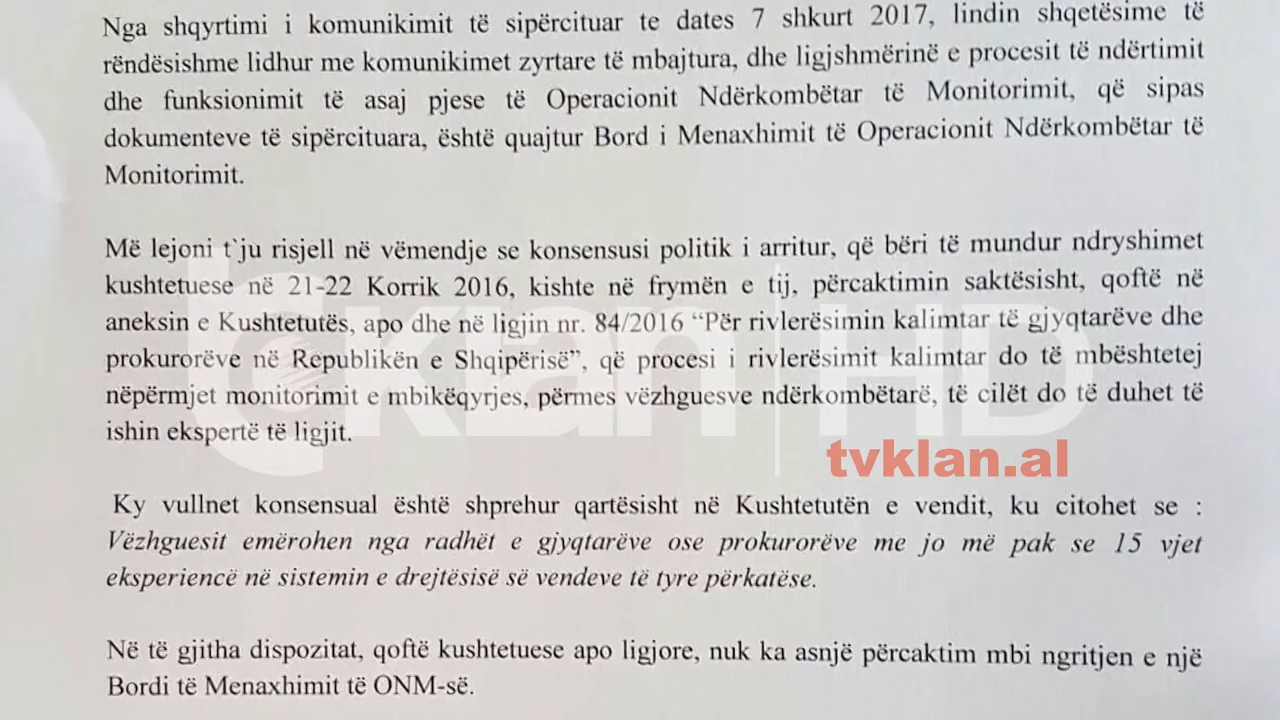 Nga shqyrtimi i komunikimit të sipërcituar te dates 7 shkurt 2017, lindin shqetësime të
rëndësishme lidhur me komunikimet zyrtare të mbajtura, dhe ligjshmërinë e procesit të ndërtimit
dhe funksionimit të asaj pjese të Operacionit Ndërkombëtar të Monitorimit, që sipas
dokumenteve të sipërcituara, është quajtur Bord i Menaxhimit të Operacionit Ndërkombëtar të
Monitorimit.
Më lejoni t`ju risjell në vëmendje se konsensusi politik i arritur, që bëri të mundur ndryshimet
kushtetuese në 21-22 Korrik 2016, kishte në frymën e tij, përcaktimin saktësisht, qoftë në
aneksin e Kushtetutës, apo dhe në ligjin nr. 84/2016 “Për rivlerësimin kalimtar të gjyqtarëve dhe
prokurorëve në Republikën e Shqipërisë”, që procesi i rivlerësimit kalimtar do të mbështetej
nëpërmjet monitorimit e mbikëqyrjes, përmes vëzhguesve ndërkombëtarë, të cilët do të duhet të
ishin ekspertë të ligjit.
tvklan.al
klan HD
Ky vullnet konsensual është shprehur qartësisht në Kushtetutën e vendit, ku citohet se :
Vëzhguesit emërohen nga radhët e gjyqtarëve ose prokurorëve me jo më pak se 15 vjet
eksperiencë në sistemin e drejtësisë së vendeve të tyre përkatëse.
Në të gjitha dispozitat, qoftë kushtetuese apo ligjore, nuk ka asnjë përcaktim mbi ngritjen e një
Bordi të Menaxhimit të ONM-së.